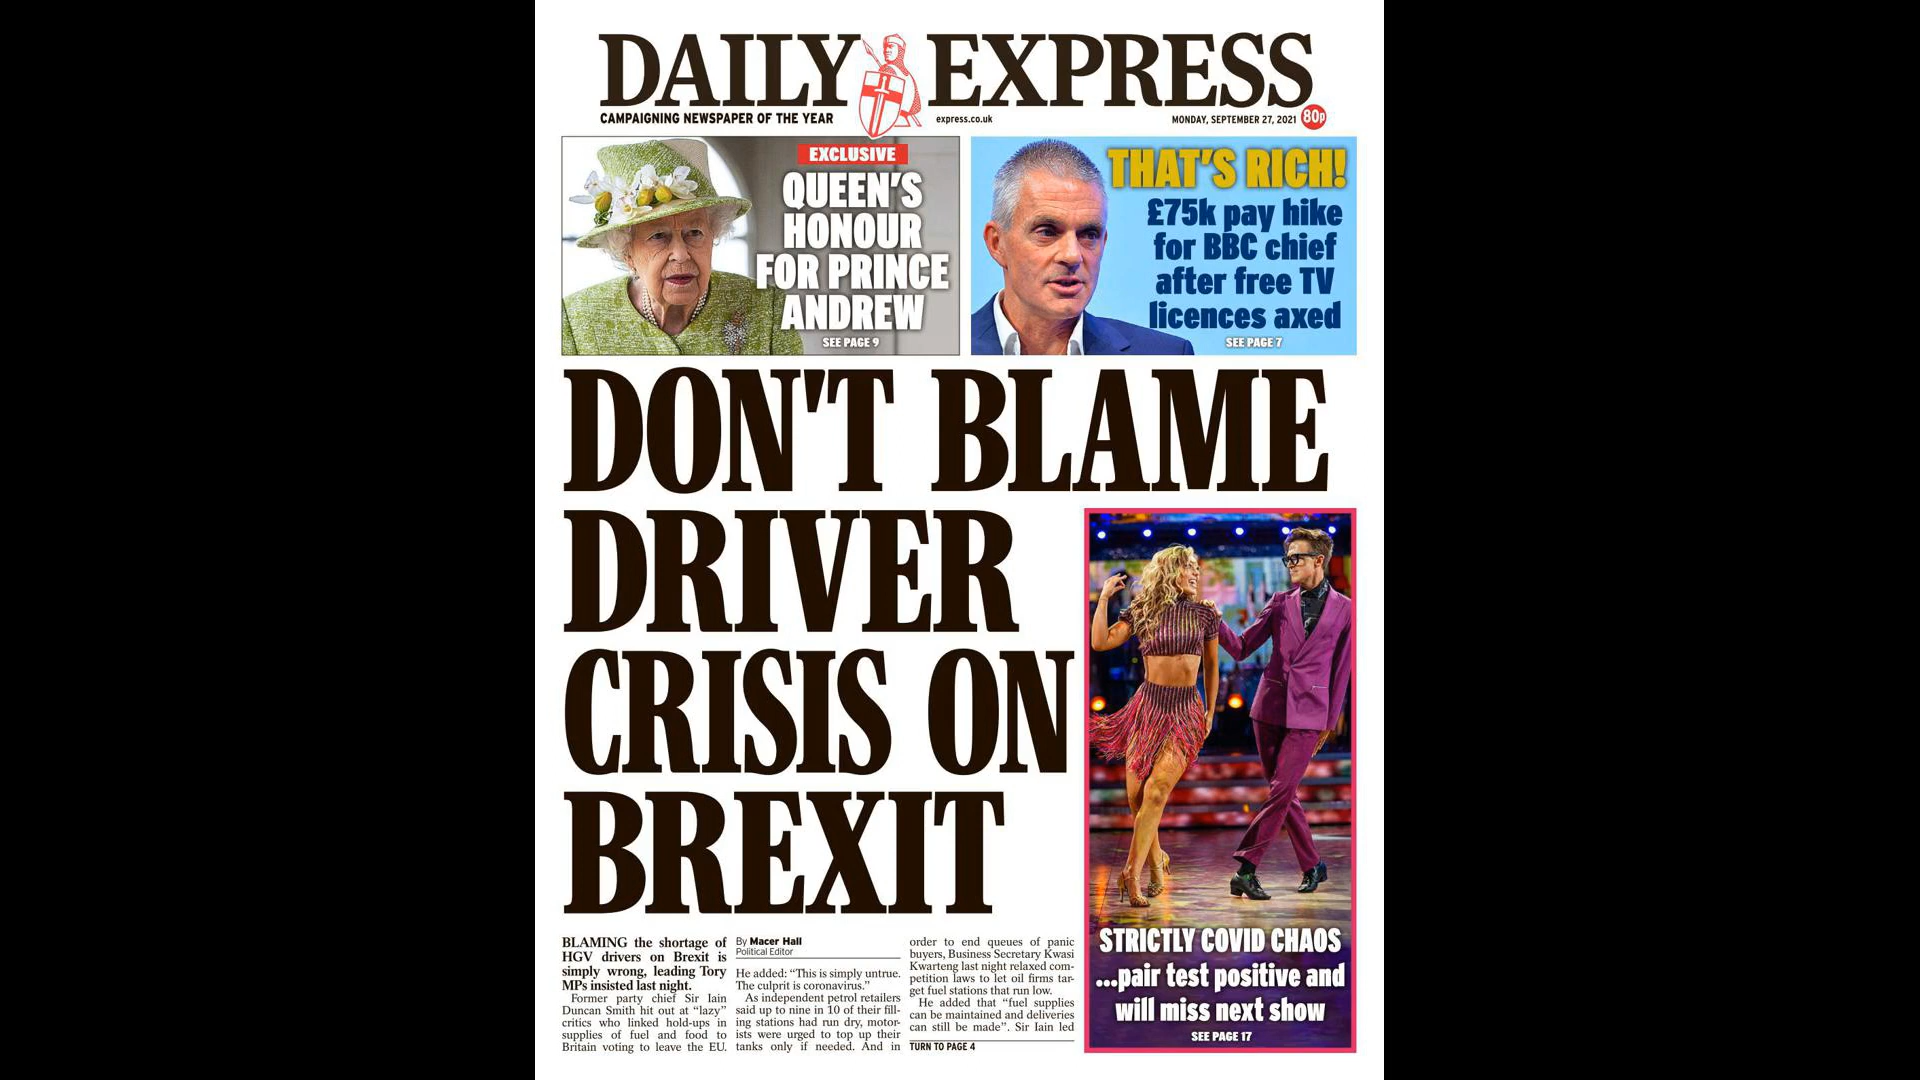 DAILY EXPRESS
CAMPAIGNING NEWSPAPER OF THE YEAR
express.co.uk
MONDAY, SEPTEMBER 27, 2021
80p
EXCLUSIVE
QUEEN'S
HONOUR
FOR PRINCE
ANDREW
SEE PAGE 9
THAT'S RICH!
£75k pay hike
for BBC chief
after free TV
licences axed
SEE PAGE 7
DON'T BLAME
DRIVER
CRISIS ON
BREXIT
BLAMING the shortage of
HGV drivers on Brexit is
simply wrong, leading Tory
MPs insisted last night.
Former party chief Sir Iain
Duncan Smith hit out at “lazy”
critics who linked hold-ups in
supplies of fuel and food to
Britain voting to leave the EU.
By Macer Hall
Political Editor
He added: “This is simply untrue.
The culprit is coronavirus.”
As independent petrol retailers
said up to nine in 10 of their fill-
ing stations had run dry, motor-
ists were urged to top up their
tanks only if needed. And in
order to end queues of panic
buyers, Business Secretary Kwasi
Kwarteng last night relaxed com-
petition laws to let oil firms tar-
get fuel stations that run low.
He added that “fuel supplies
can be maintained and deliveries
can still be made”. Sir Iain led
TURN TO PAGE 4
STRICTLY COVID CHAOS
...pair test positive and
will miss next show
SEE PAGE 17